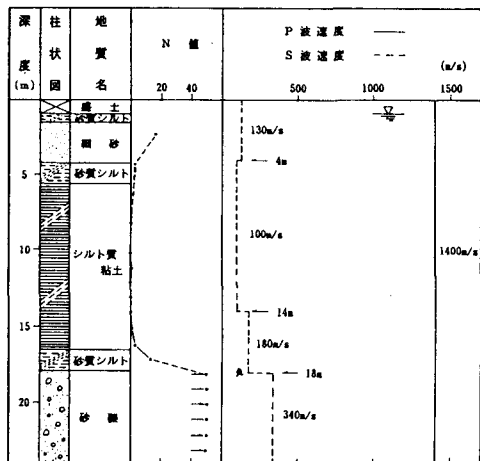 深度(m)
柱状図
地質名
N 値
20 40
P 波速度
S 波速度
(m/s)
500 1000 1500
盛土
砂質シルト
細砂
130m/s
4m
5
砂質シルト
100m/s
10
シルト質
粘土
1400m/s
14m
15
180m/s
砂質シルト
18m
20
砂礫
340m/s